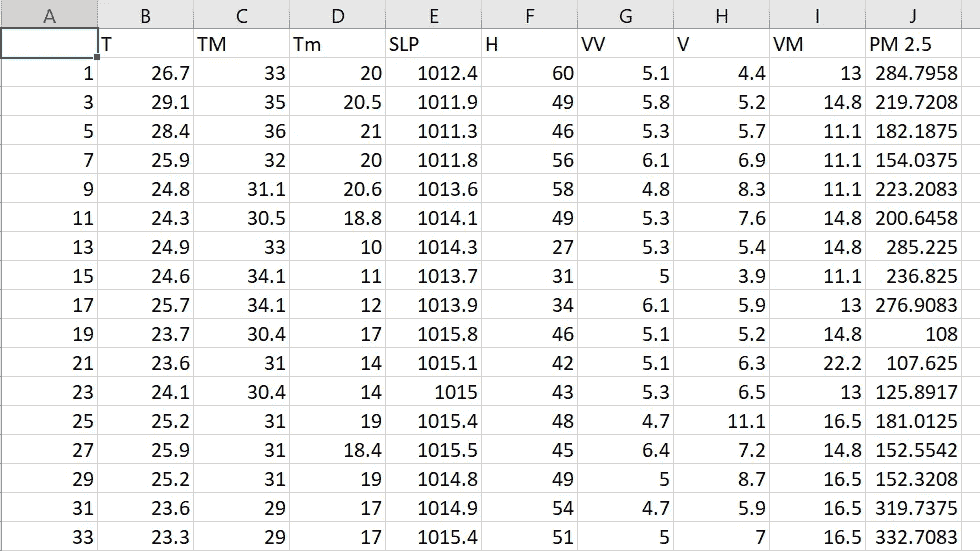 A B C D E F G H I J
T TM Tm SLP H VV V VM PM 2.5
1 26.7 33 20 1012.4 60 5.1 4.4 13 284.7958
3 29.1 35 20.5 1011.9 49 5.8 5.2 14.8 219.7208
5 28.4 36 21 1011.3 46 5.3 5.7 11.1 182.1875
7 25.9 32 20 1011.8 56 6.1 6.9 11.1 154.0375
9 24.8 31.1 20.6 1013.6 58 4.8 8.3 11.1 223.2083
11 24.3 30.5 18.8 1014.1 49 5.3 7.6 14.8 200.6458
13 24.9 33 10 1014.3 27 5.3 5.4 14.8 285.225
15 24.6 34.1 11 1013.7 31 5 3.9 11.1 236.825
17 25.7 34.1 12 1013.9 34 6.1 5.9 13 276.9083
19 23.7 30.4 17 1015.8 46 5.1 5.2 14.8 108
21 23.6 31 14 1015.1 42 5.1 6.3 22.2 107.625
23 24.1 30.4 14 1015 43 5.3 6.5 13 125.8917
25 25.2 31 19 1015.4 48 4.7 11.1 16.5 181.0125
27 25.9 31 18.4 1015.5 45 6.4 7.2 14.8 152.5542
29 25.2 31 19 1014.8 49 5 8.7 16.5 152.3208
31 23.6 29 17 1014.9 54 4.7 5.9 16.5 319.7375
33 23.3 29 17 1015.4 51 5 7 16.5 332.7083